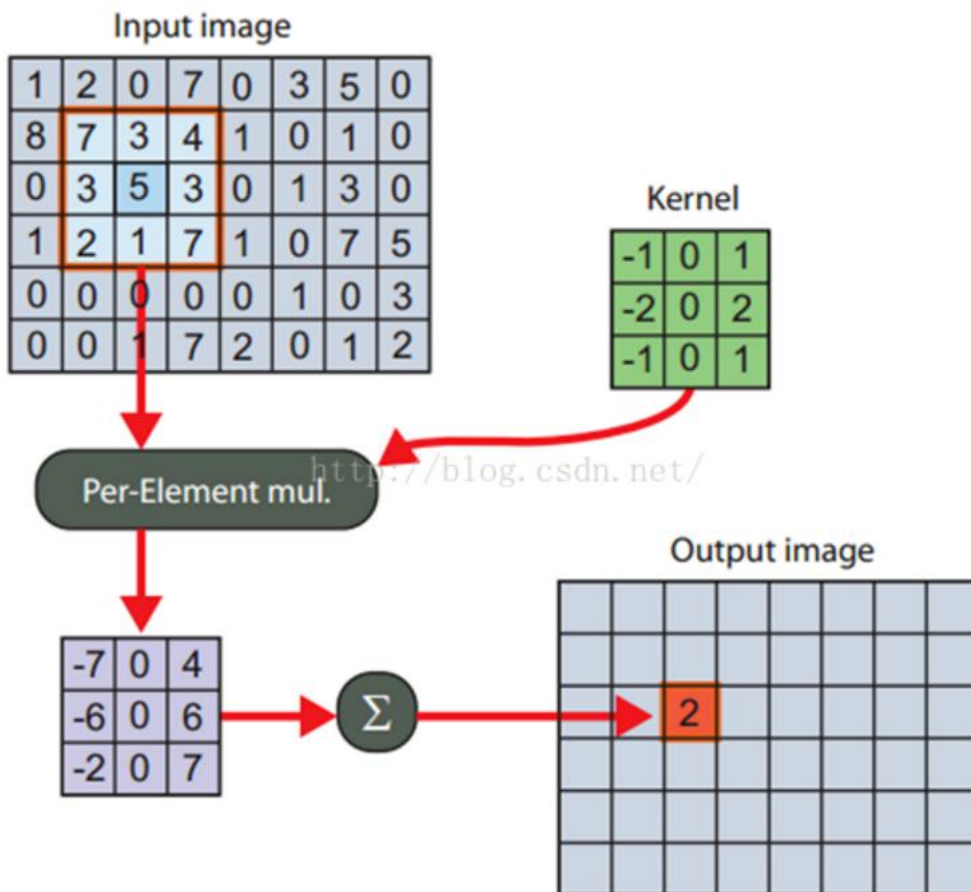 Input image
1 2 0 7 0 3 5 0
8 7 3 4 1 0 1 0
0 3 5 3 0 1 3 0
1 2 1 7 1 0 7 5
0 0 0 0 0 1 0 3
0 0 1 7 2 0 1 2
Kernel
-1 0 1
-2 0 2
-1 0 1
http://blog.csdn.net/
Per-Element mul.
Output image
-7 0 4
-6 0 6
-2 0 7
Σ
2